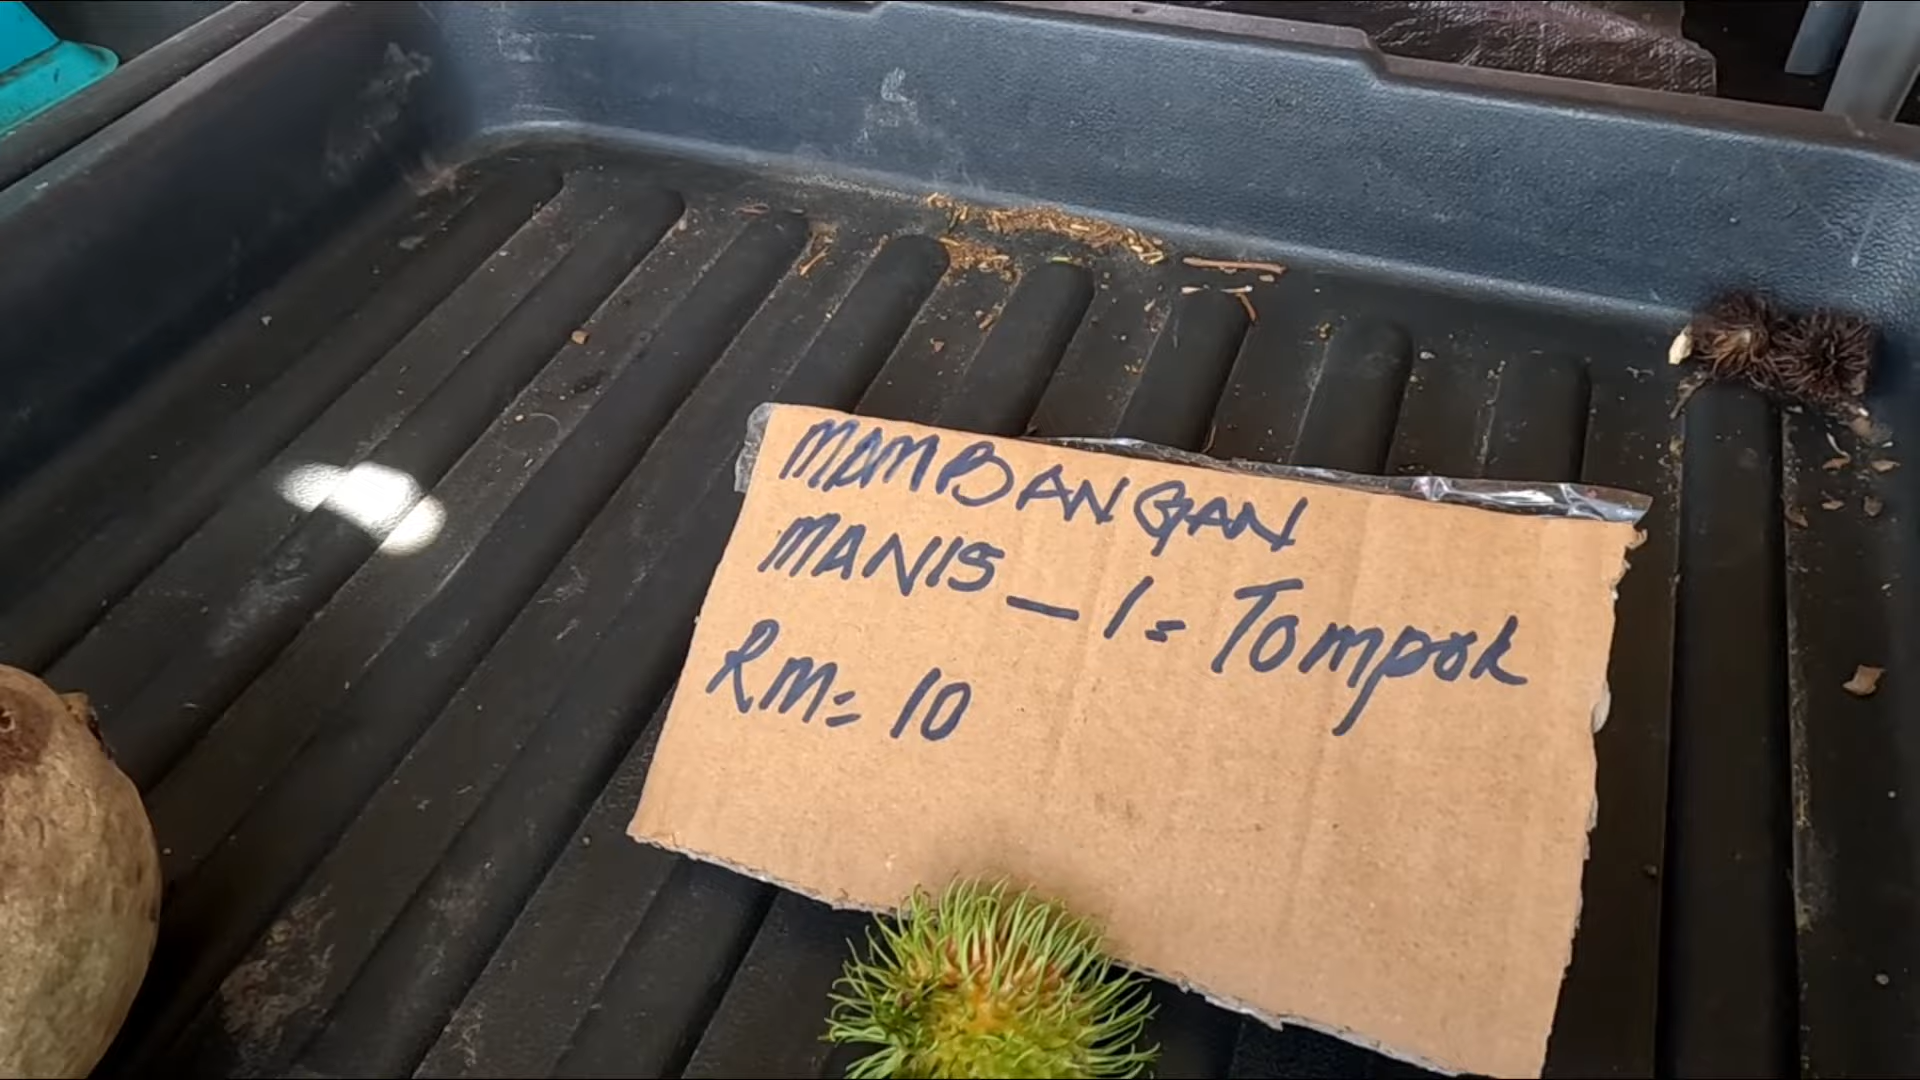 MAMBANGAN
MANIS _ 1 = Tompok
RM = 10